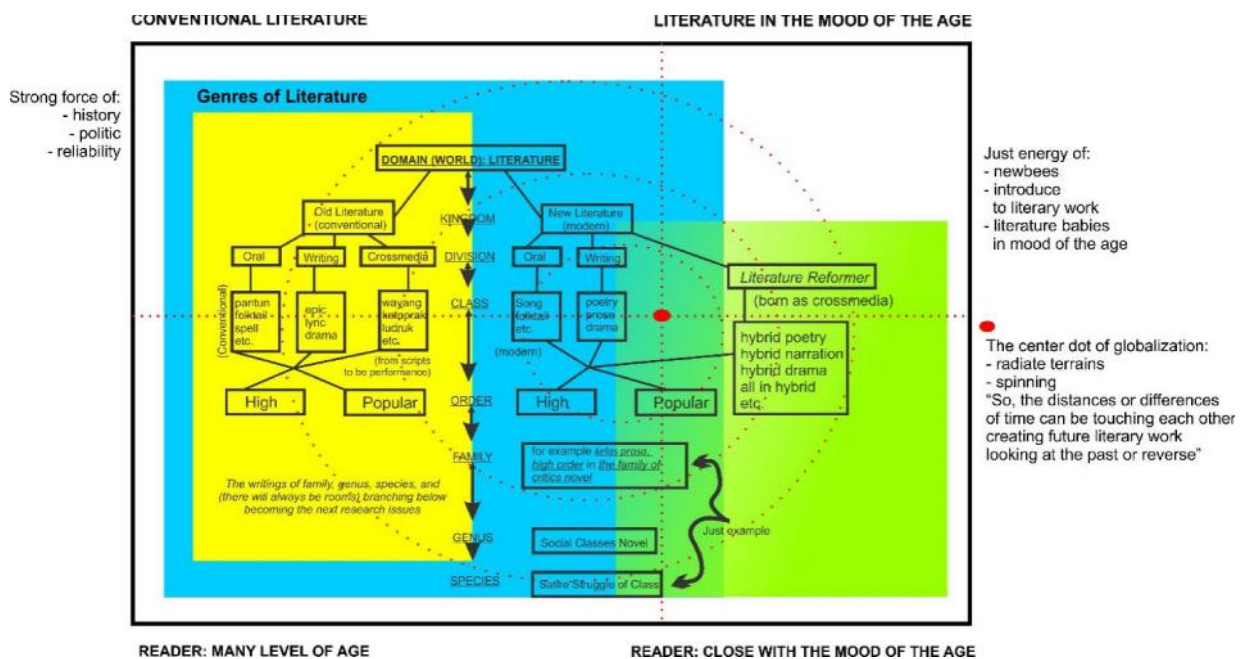 CONVENTIONAL LITERATURE
LITERATURE IN THE MOOD OF THE AGE
Strong force of:
- history
- politic
- reliability
Genres of Literature
DOMAIN (WORLD): LITERATURE
KINGDOM
Old Literature
(conventional)
New Literature
(modern)
DIVISION
Oral
Writing
Crossmedia
Oral
Writing
Literature Reformer
(born as crossmedia)
CLASS
(Conventional)
pantun
folktail
spell
etc.
epic
lyric
drama
wayang
ketoprak
ludruk
etc.
(from scripts
to be performance)
Song
folktail
etc.
(modern)
poetry
prose
drama
hybrid poetry
hybrid narration
hybrid drama
all in hybrid
etc.
ORDER
High
Popular
High
Popular
FAMILY
for example kelas prosa,
high order in the family of
critics novel
The writings of family, genus, species, and
(there will always be rooms) branching below
becoming the next research issues
Just example
GENUS
Social Classes Novel
SPECIES
Satire Struggle of Class
Just energy of:
- newbees
- introduce
to literary work
- literature babies
in mood of the age
The center dot of globalization:
- radiate terrains
- spinning
“So, the distances or differences
of time can be touching each other
creating future literary work
looking at the past or reverse”
READER: MANY LEVEL OF AGE
READER: CLOSE WITH THE MOOD OF THE AGE